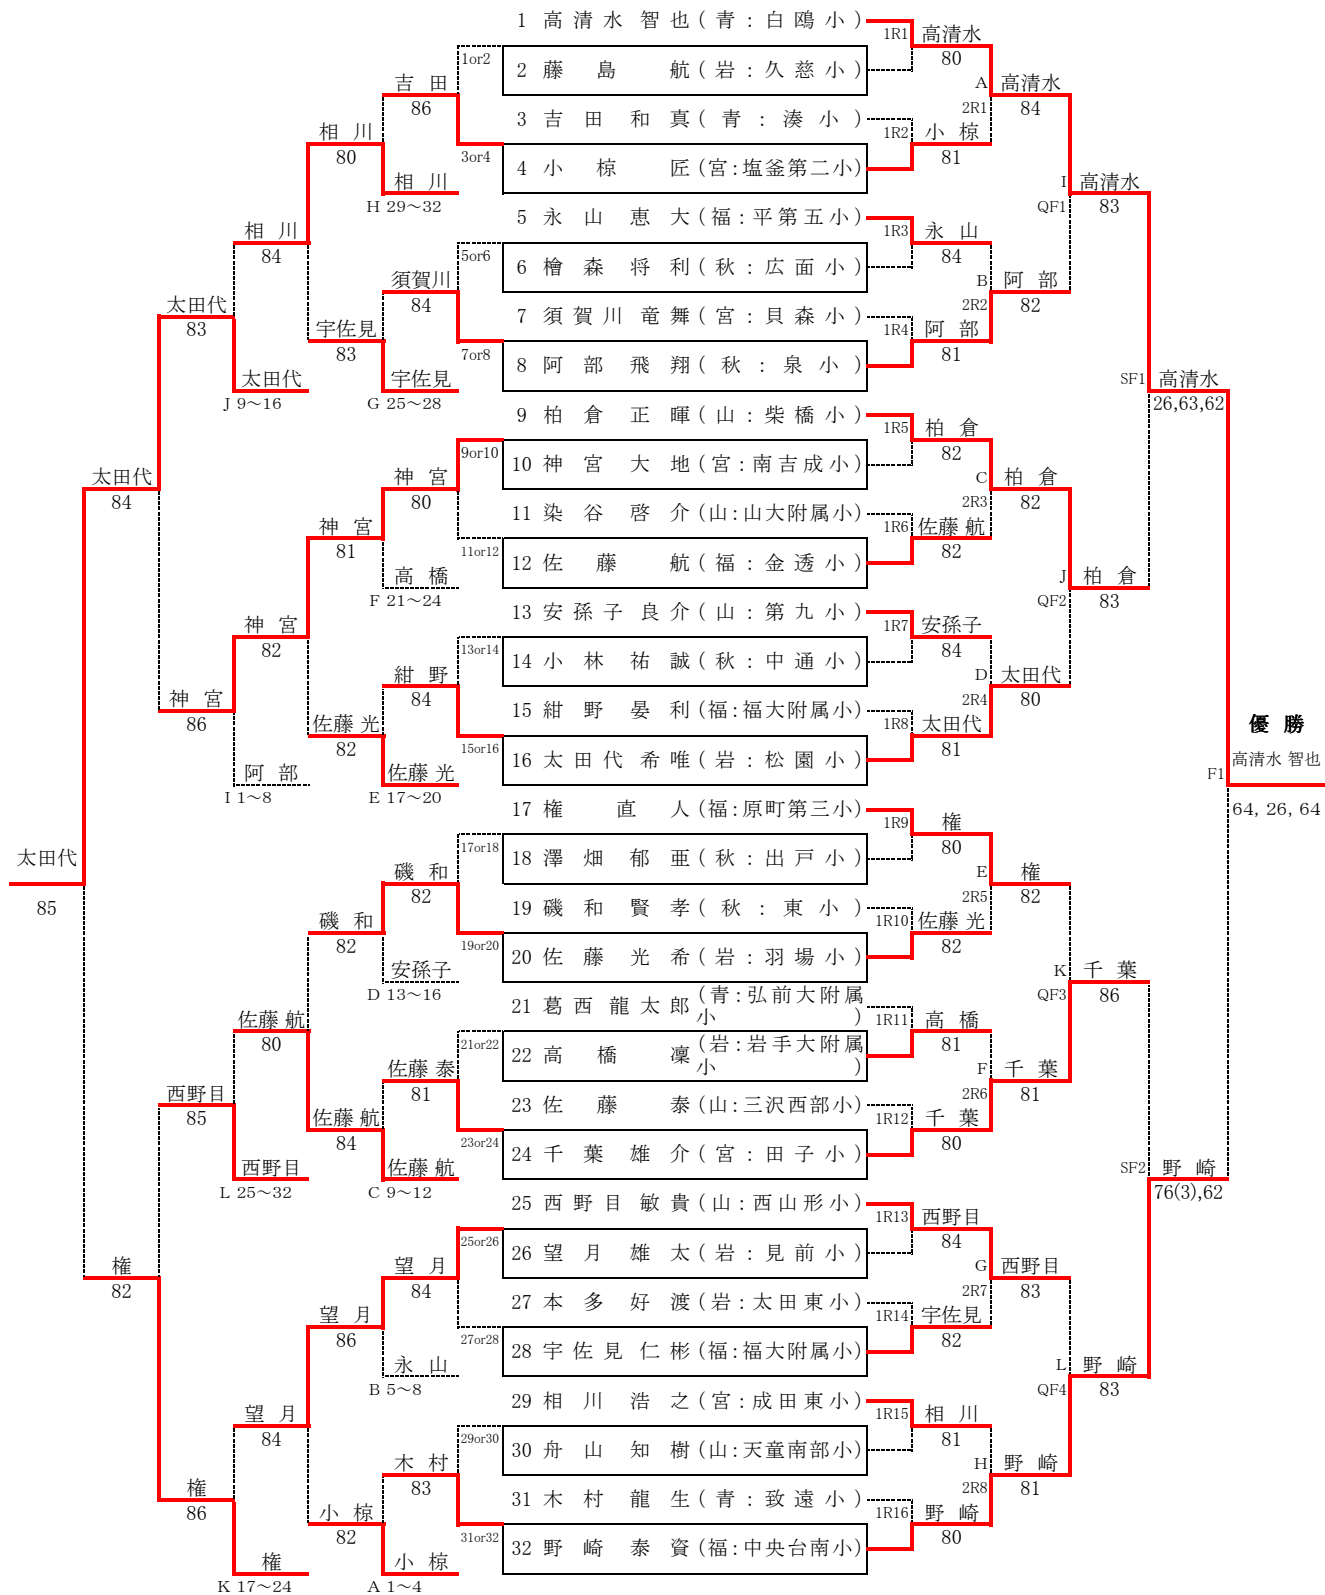 1 高清水智也(青：白鴎小)
2 藤島航(岩：久慈小)
3 吉田和真(青：湊小)
4 小椋匠(宮：塩釜第二小)
5 永山恵大(福：平第五小)
6 檜森将利(秋：広面小)
7 須賀川竜舞(宮：貝森小)
8 阿部飛翔(秋：泉小)
9 柏倉正暉(山：柴橋小)
10 神宮大地(宮：南吉成小)
11 染谷啓介(山：山大附属小)
12 佐藤航(福：金透小)
13 安孫子良介(山：第九小)
14 小林祐誠(秋：中通小)
15 紺野晏利(福：福大附属小)
16 太田代希唯(岩：松園小)
17 権直人(福：原町第三小)
18 澤畑郁亜(秋：出戸小)
19 磯和賢孝(秋：東小)
20 佐藤光希(岩：羽場小)
21 葛西龍太郎(青：弘前大附属小)
22 高橋凜(岩：岩手大附属小)
23 佐藤泰(山：三沢西部小)
24 千葉雄介(宮：田子小)
25 西野目敏貴(山：西山形小)
26 望月雄太(岩：見前小)
27 本多好渡(岩：太田東小)
28 宇佐見仁彬(福：福大附属小)
29 相川浩之(宮：成田東小)
30 舟山知樹(山：天童南部小)
31 木村龍生(青：致遠小)
32 野崎泰資(福：中央台南小)
1R1 高清水
80
1R2 小椋
81
1R3 永山
84
1R4 阿部
81
1R5 柏倉
82
1R6 佐藤航
82
1R7 安孫子
84
1R8 太田代
81
1R9 権
80
1R10 佐藤光
82
1R11 高橋
81
1R12 千葉
80
1R13 西野目
84
1R14 宇佐見
82
1R15 相川
81
1R16 野崎
80
A 高清水
2R1 84
B 阿部
2R2 82
C 柏倉
2R3 82
D 太田代
2R4 80
E 権
2R5 82
F 千葉
2R6 81
G 西野目
2R7 83
H 野崎
2R8 81
I 高清水
QF1 83
J 柏倉
QF2 83
K 千葉
QF3 86
L 野崎
QF4 83
SF1 高清水
26,63,62
SF2 野崎
76(3),62
優勝
高清水 智也
F1
64, 26, 64
1or2
3or4
5or6
7or8
9or10
11or12
13or14
15or16
17or18
19or20
21or22
23or24
25or26
27or28
29or30
31or32
吉田
86
相川
H 29～32
須賀川
84
宇佐見
G 25～28
神宮
80
高橋
F 21～24
紺野
84
佐藤光
E 17～20
磯和
82
安孫子
D 13～16
佐藤泰
81
佐藤航
C 9～12
望月
84
永山
B 5～8
木村
83
小椋
A 1～4
相川
80
宇佐見
83
神宮
81
佐藤光
82
磯和
82
佐藤航
84
望月
86
小椋
82
相川
84
太田代
J 9～16
神宮
82
阿部
I 1～8
佐藤航
80
西野目
L 25～32
望月
84
権
K 17～24
太田代
83
神宮
86
西野目
85
権
86
太田代
84
権
82
太田代
85